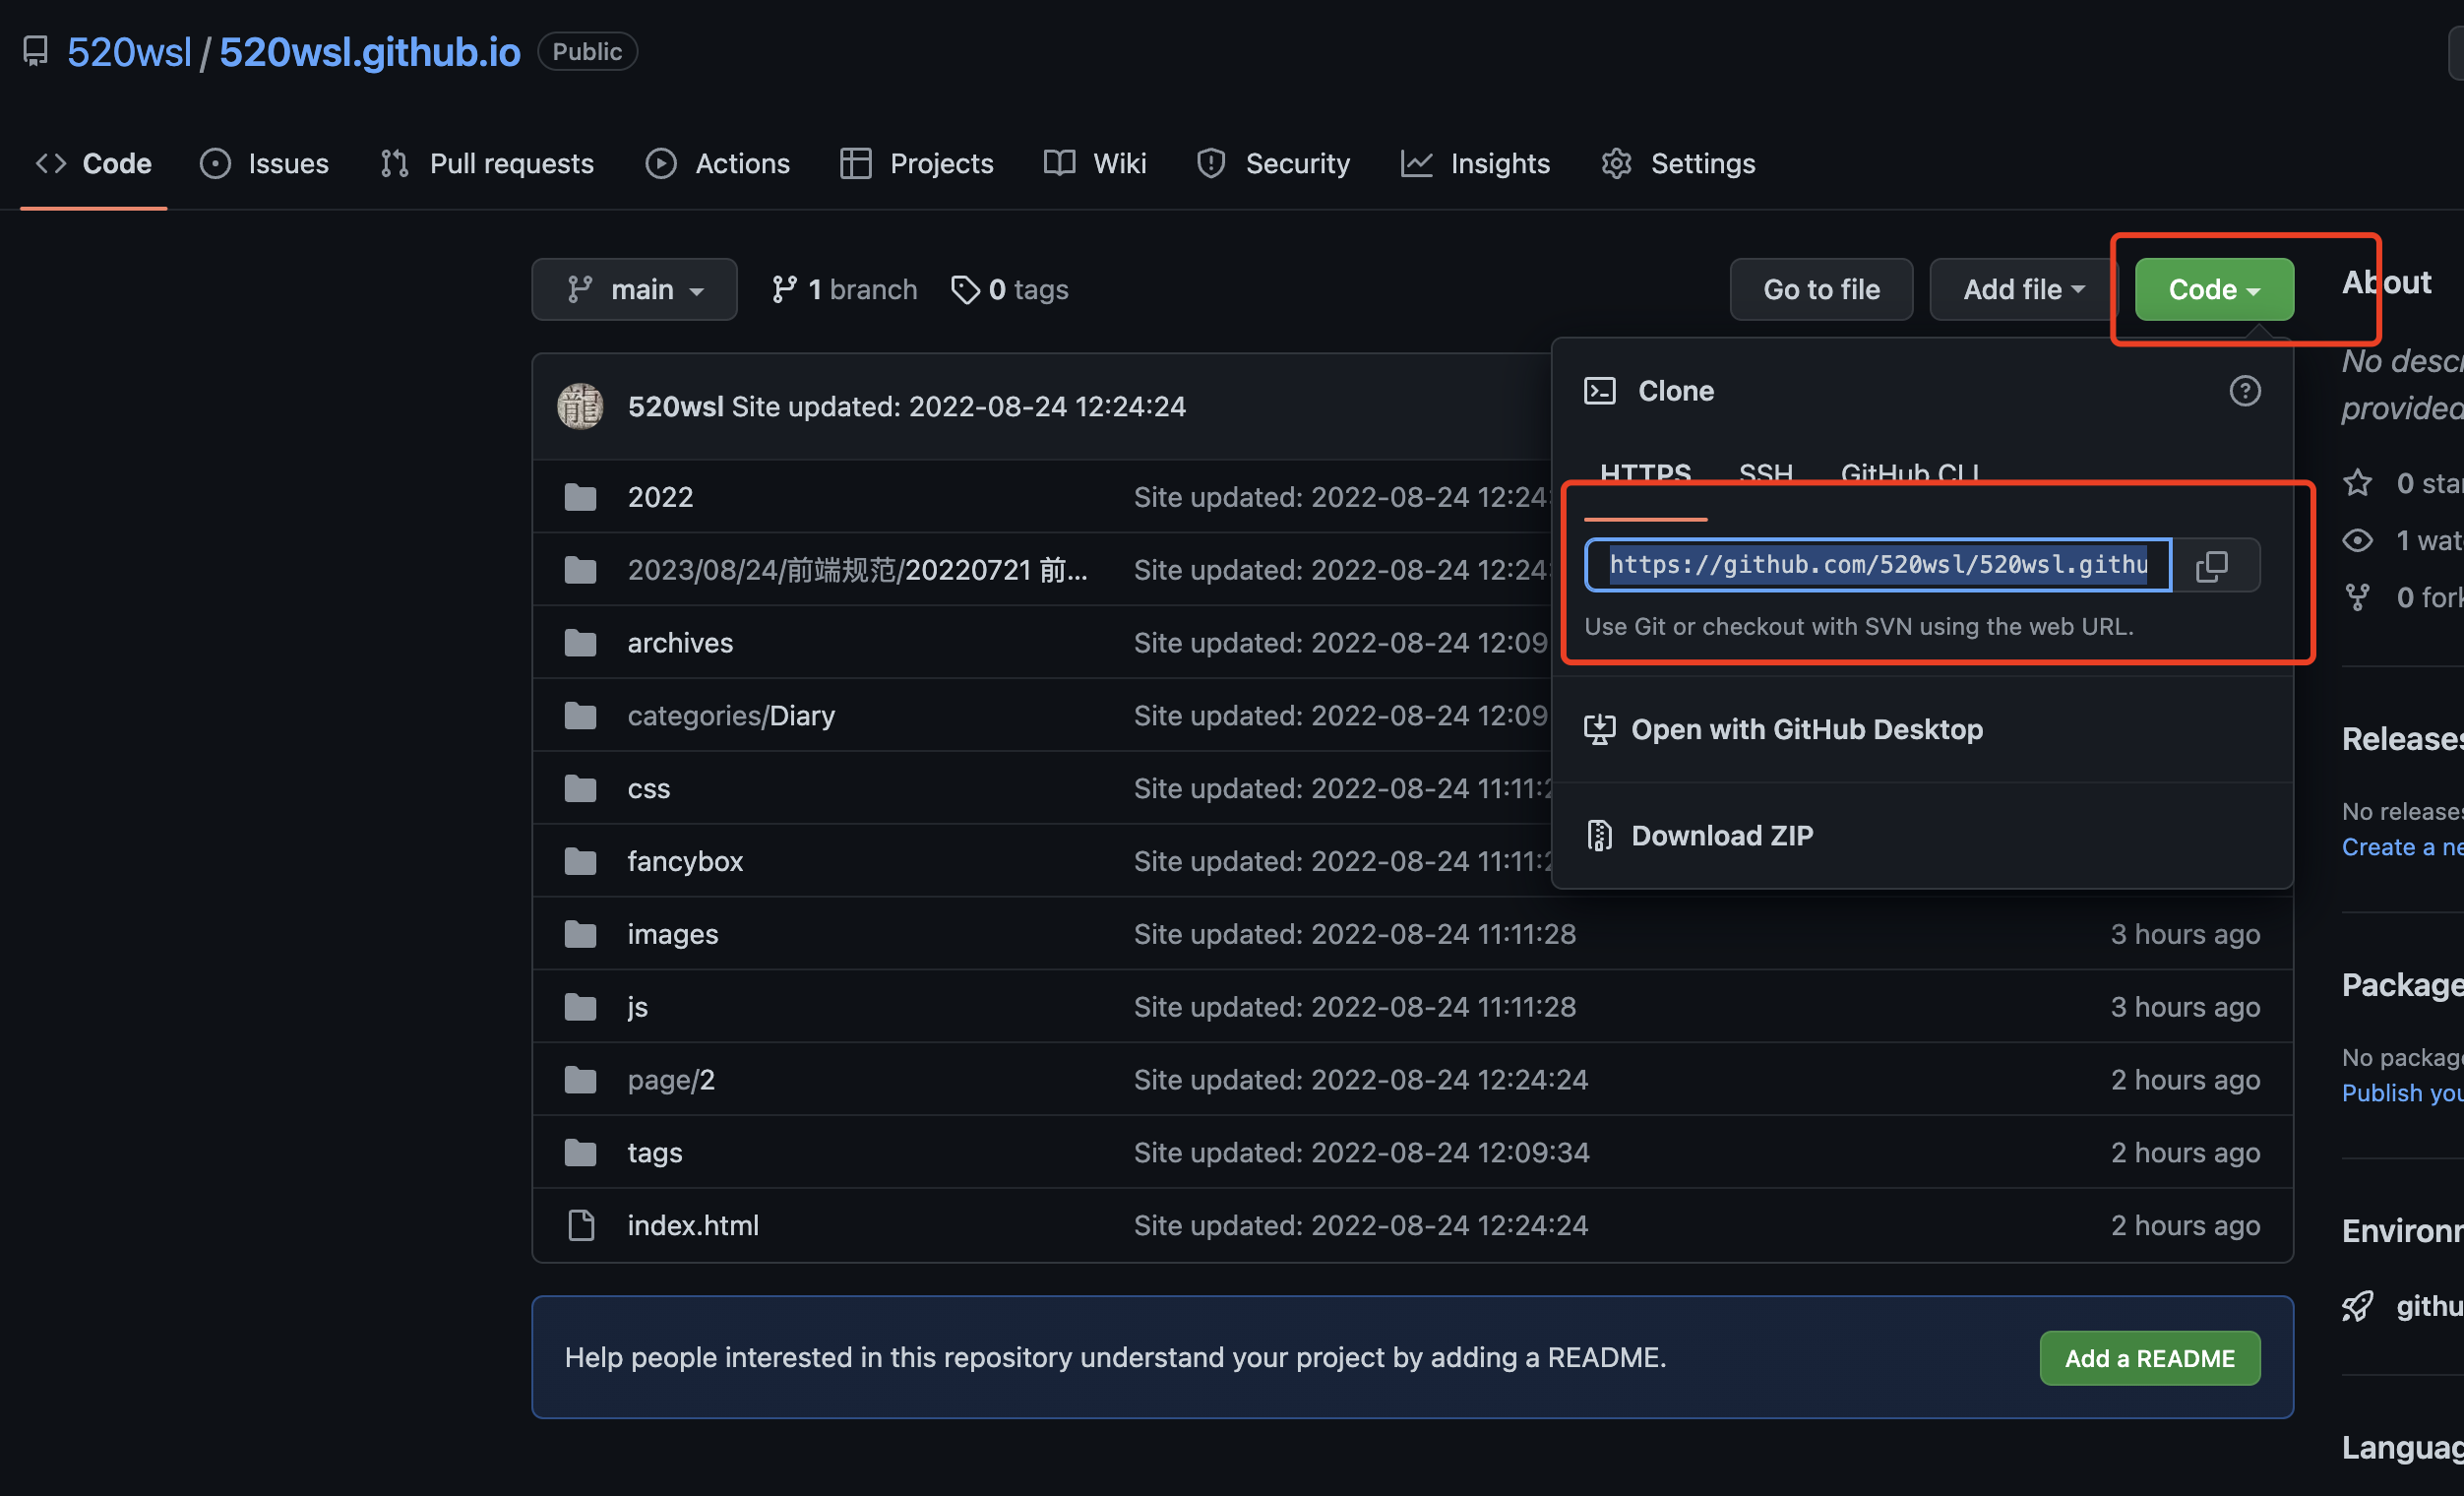 520wsl / 520wsl.github.io Public
Code Issues Pull requests Actions Projects Wiki Security Insights Settings
main 1 branch 0 tags Go to file Add file Code
520wsl Site updated: 2022-08-24 12:24:24
2022 Site updated: 2022-08-24 12:24:
2023/08/24/前端规范/20220721 前... Site updated: 2022-08-24 12:24:
archives Site updated: 2022-08-24 12:09
categories/Diary Site updated: 2022-08-24 12:09
css Site updated: 2022-08-24 11:11:2
fancybox Site updated: 2022-08-24 11:11:2
images Site updated: 2022-08-24 11:11:28 3 hours ago
js Site updated: 2022-08-24 11:11:28 3 hours ago
page/2 Site updated: 2022-08-24 12:24:24 2 hours ago
tags Site updated: 2022-08-24 12:09:34 2 hours ago
index.html Site updated: 2022-08-24 12:24:24 2 hours ago
Help people interested in this repository understand your project by adding a README. Add a README
Clone
HTTPS SSH GitHub CLI
https://github.com/520wsl/520wsl.githu
Use Git or checkout with SVN using the web URL.
Open with GitHub Desktop
Download ZIP
About
No descr
provided
0 star
1 wat
0 fork
Releases
No releases
Create a ne
Package
No packag
Publish you
Environm
githu
Languag